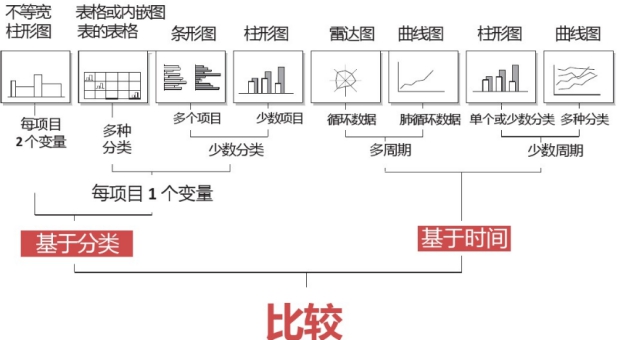 不等宽
柱形图
表格或内嵌图
表的表格
条形图
柱形图
雷达图
曲线图
柱形图
曲线图
每项目
2个变量
多种
分类
多个项目
少数项目
循环数据
肺循环数据
单个或少数分类
多种分类
少数分类
多周期
少数周期
每项目 1 个变量
基于分类
基于时间
比较